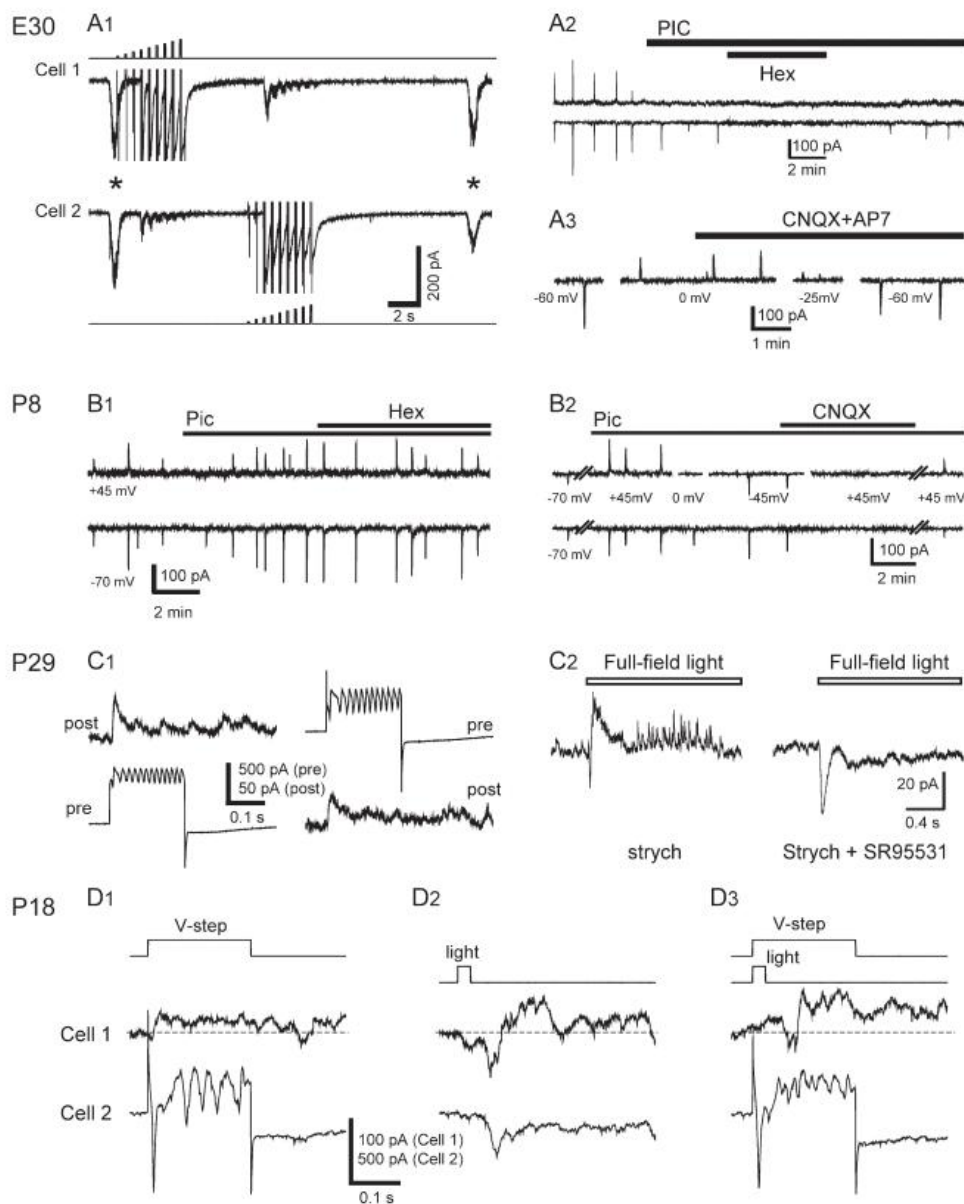 E30
A1
Cell 1
*
*
Cell 2
200 pA
2 s
A2
PIC
Hex
100 pA
2 min
A3
CNQX+AP7
-60 mV
0 mV
-25mV
-60 mV
100 pA
1 min
P8
B1
Pic
Hex
+45 mV
-70 mV
100 pA
2 min
B2
Pic
CNQX
-70 mV
+45mV
0 mV
-45mV
+45mV
+45 mV
-70 mV
100 pA
2 min
P29
C1
post
pre
500 pA (pre)
50 pA (post)
0.1 s
pre
post
C2
Full-field light
Full-field light
20 pA
0.4 s
strych
Strych + SR95531
P18
D1
V-step
Cell 1
Cell 2
100 pA (Cell 1)
500 pA (Cell 2)
0.1 s
D2
light
D3
V-step
light